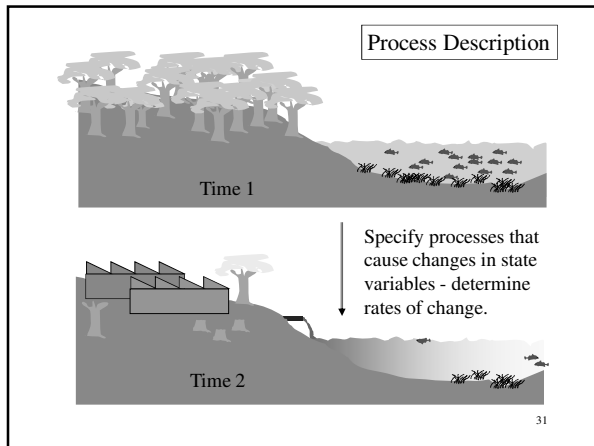 Process Description
Time 1
Specify processes that
cause changes in state
variables - determine
rates of change.
Time 2
31